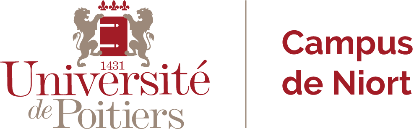 1431
Université
de Poitiers
Campus
de Niort